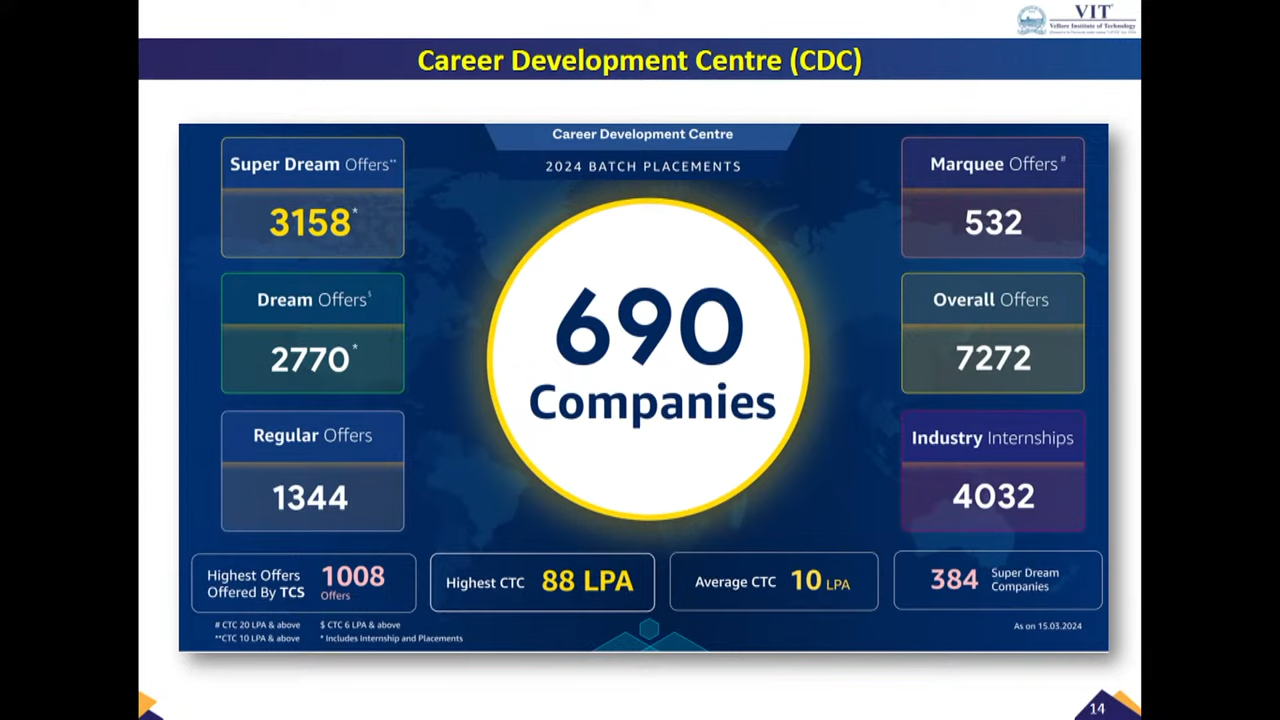 VIT
Vellore Institute of Technology
Career Development Centre (CDC)
Career Development Centre
2024 BATCH PLACEMENTS
Super Dream Offers**
3158*
Dream Offers$
2770*
Regular Offers
1344
690
Companies
Marquee Offers#
532
Overall Offers
7272
Industry Internships
4032
Highest Offers
Offered By TCS
1008
Offers
Highest CTC 88 LPA
Average CTC 10 LPA
384
Super Dream
Companies
# CTC 20 LPA & above $ CTC 6 LPA & above
**CTC 10 LPA & above * Includes Internship and Placements
As on 15.03.2024
14